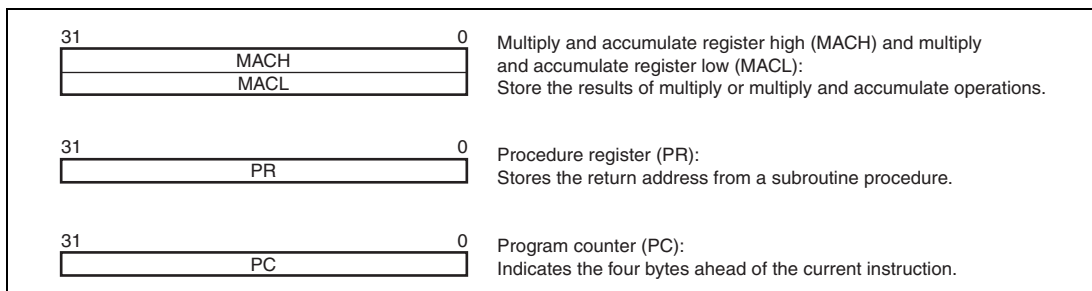 31 0
MACH
MACL
Multiply and accumulate register high (MACH) and multiply
and accumulate register low (MACL):
Store the results of multiply or multiply and accumulate operations.
31 0
PR
Procedure register (PR):
Stores the return address from a subroutine procedure.
31 0
PC
Program counter (PC):
Indicates the four bytes ahead of the current instruction.